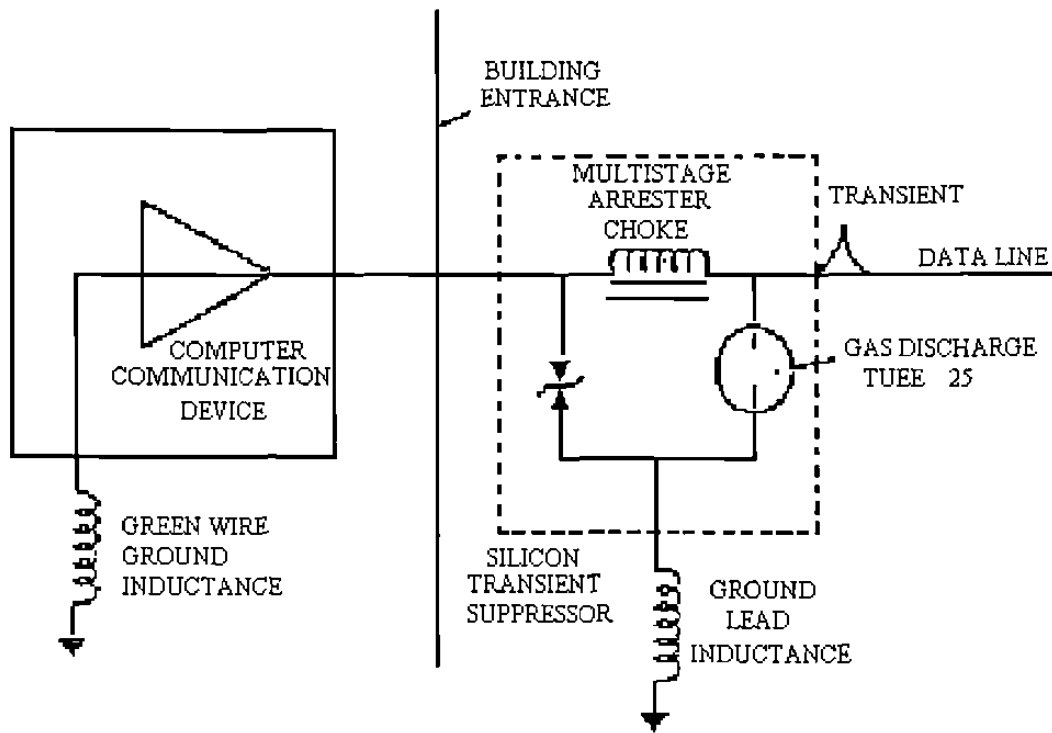 BUILDING
ENTRANCE
MULTISTAGE
ARRESTER
CHOKE
TRANSIENT
DATA LINE
COMPUTER
COMMUNICATION
DEVICE
GAS DISCHARGE
TUEE 25
GREEN WIRE
GROUND
INDUCTANCE
SILICON
TRANSIENT
SUPPRESSOR
GROUND
LEAD
INDUCTANCE